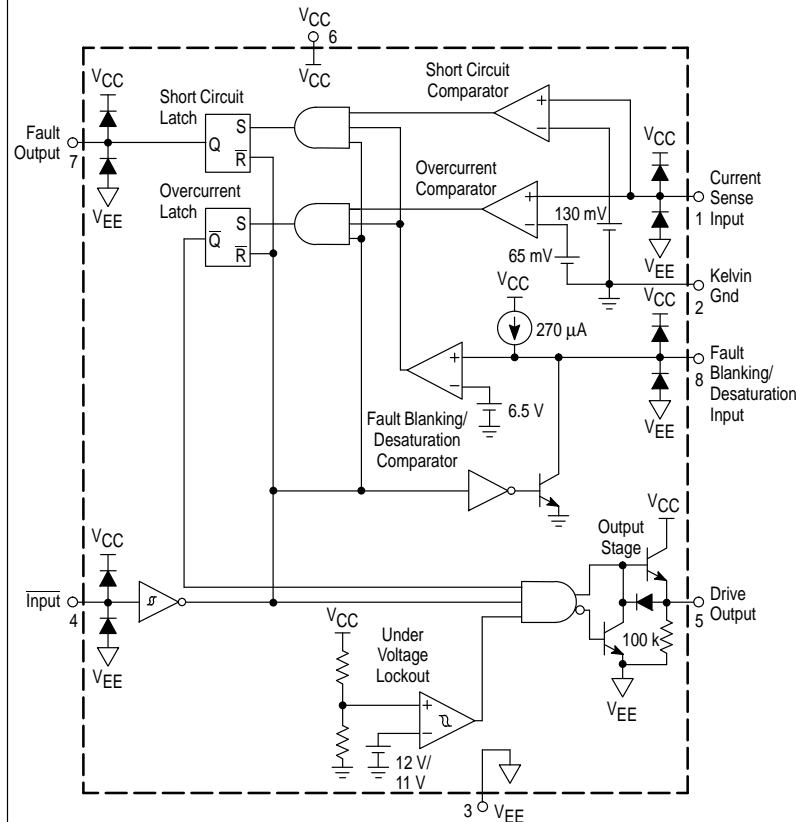 VCC
6
VCC
VCC
Short Circuit
Latch
Short Circuit
Comparator
S
Q
R
Fault
Output
7
VEE
Overcurrent
Latch
Overcurrent
Comparator
S
Q
R
+
–
+
–
130 mV
65 mV
VCC
Current
Sense
Input
1
VEE
Kelvin
Gnd
2
VCC
270 µA
VCC
Fault
Blanking/
Desaturation
Input
8
VEE
+
–
6.5 V
Fault Blanking/
Desaturation
Comparator
VCC
Input
4
VEE
Output
Stage
VCC
Drive
Output
5
100 k
VEE
VCC
Under
Voltage
Lockout
+
–
12 V/
11 V
3
VEE